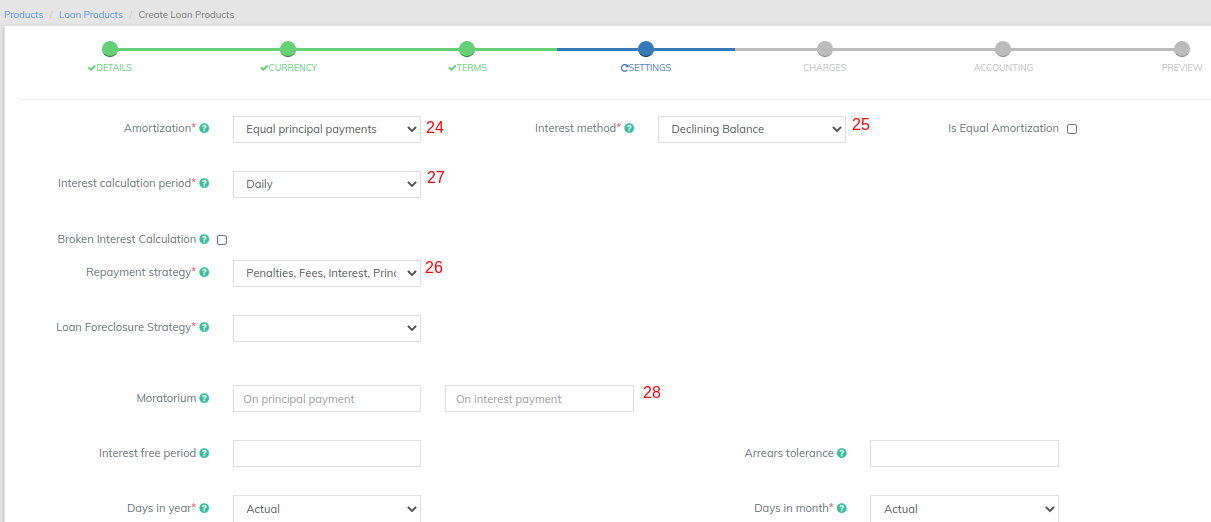 Products / Loan Products / Create Loan Products
DETAILS CURRENCY TERMS SETTINGS CHARGES ACCOUNTING PREVIEW
Amortization* Equal principal payments 24 Interest method* Declining Balance 25 Is Equal Amortization
Interest calculation period* Daily 27
Broken Interest Calculation
Repayment strategy* Penalties, Fees, Interest, Princ 26
Loan Foreclosure Strategy*
Moratorium On principal payment On interest payment 28
Interest free period Arrears tolerance
Days in year* Actual Days in month* Actual